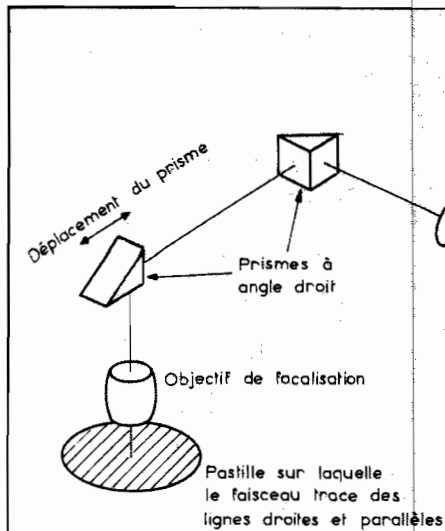 Déplacement du prisme
Prismes à
angle droit
Objectif de focalisation
Pastille sur laquelle
le faisceau trace des
lignes droites et parallèles